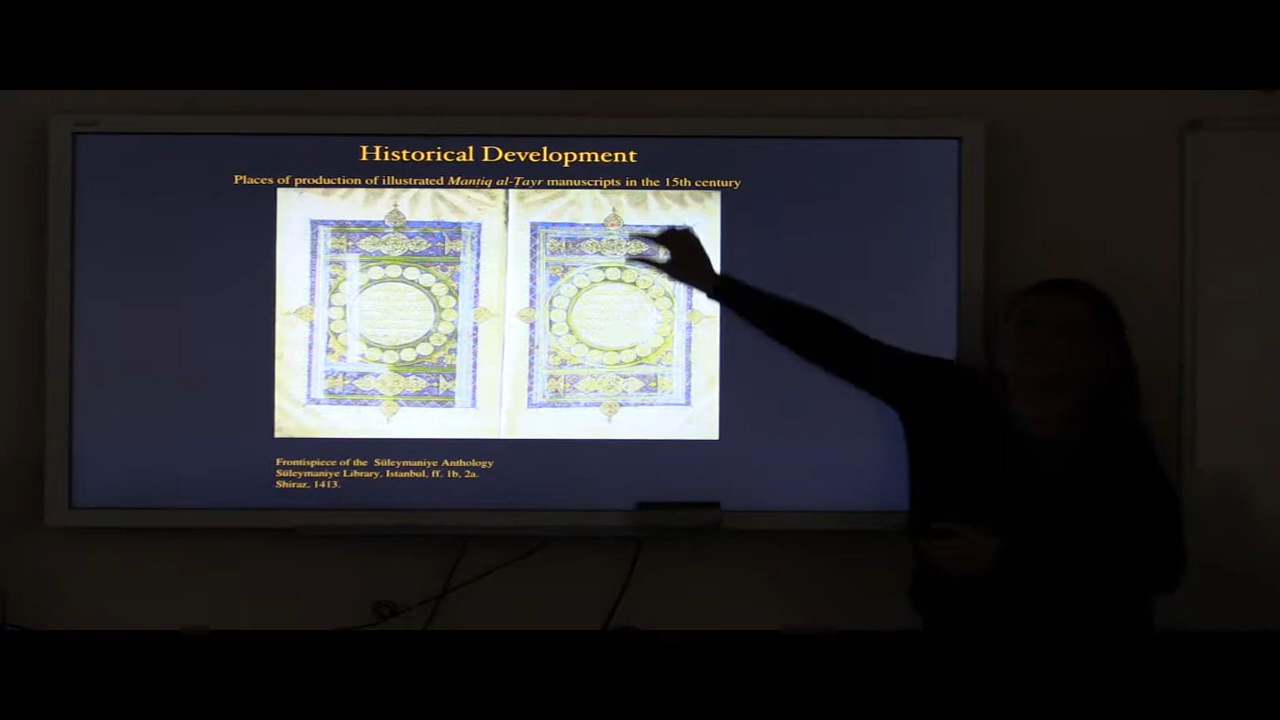 Historical Development
Places of production of illustrated Mantiq al-Tayr manuscripts in the 15th century
Frontispiece of the Süleymaniye Anthology
Süleymaniye Library, Istanbul, ff. 1b, 2a.
Shiraz, 1413.